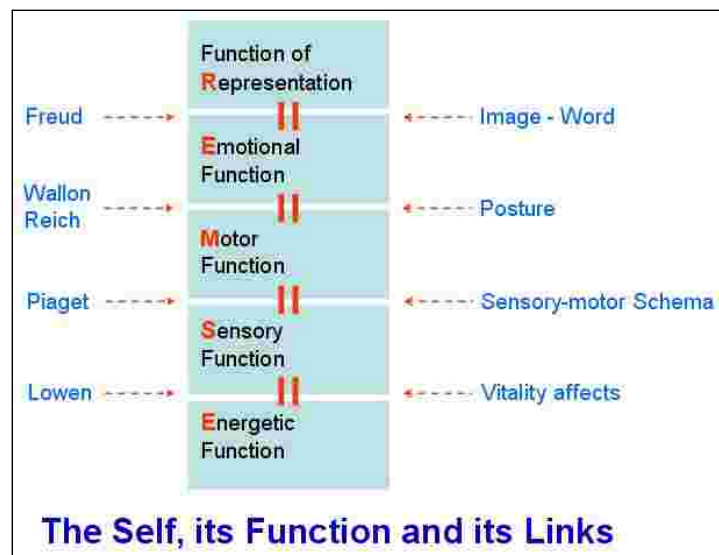 Function of
Representation
Freud
Image - Word
Emotional
Function
Wallon
Reich
Posture
Motor
Function
Piaget
Sensory-motor Schema
Sensory
Function
Lowen
Vitality affects
Energetic
Function
The Self, its Function and its Links